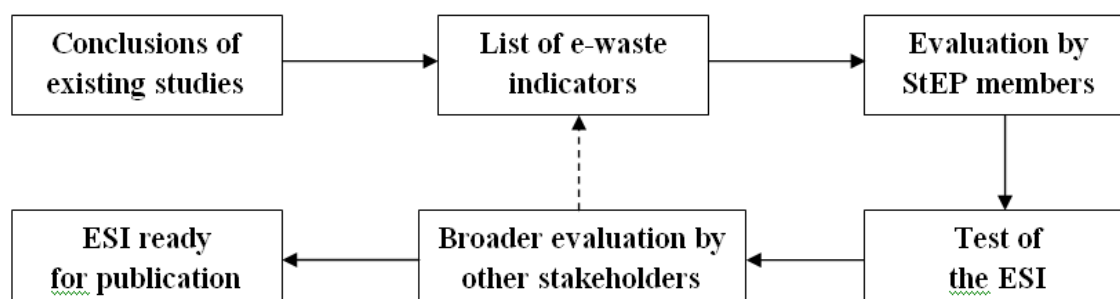 Conclusions of
existing studies
List of e-waste
indicators
Evaluation by
StEP members
ESI ready
for publication
Broader evaluation by
other stakeholders
Test of
the ESI